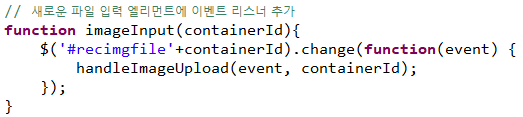 // 새로운 파일 입력 엘리먼트에 이벤트 리스너 추가
function imageInput(containerId){
    $('#recimgfile'+containerId).change(function(event) {
        handleImageUpload(event, containerId);
    });
}